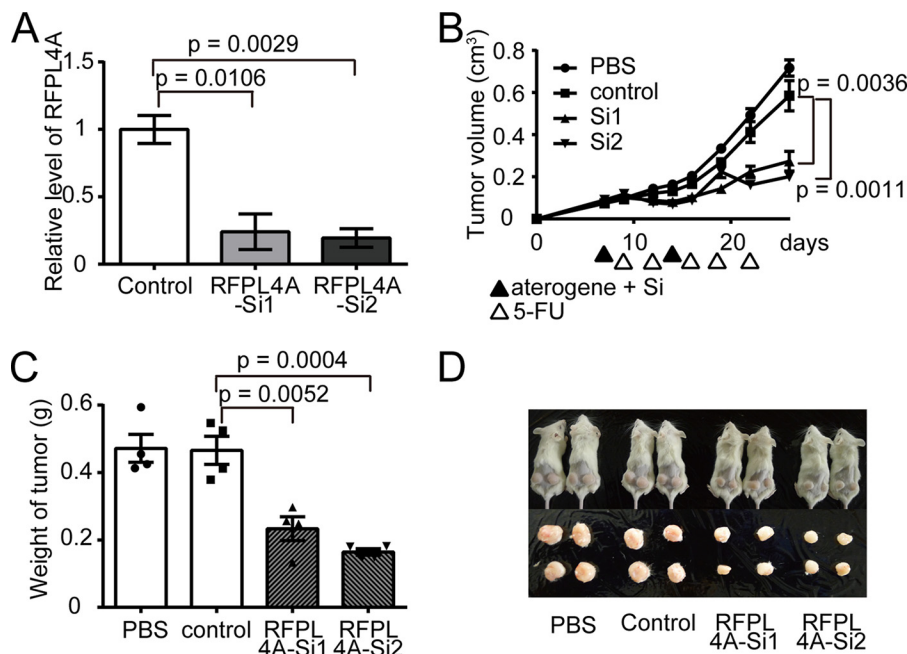 A
Relative level of RFPL4A
1.5
1
0.5
0
p = 0.0029
p = 0.0106
Control
RFPL4A
-Si1
RFPL4A
-Si2
B
Tumor volume (cm³)
0.8
0.6
0.4
0.2
0
PBS
control
Si1
Si2
p = 0.0036
p = 0.0011
0
10
20
days
aterogene + Si
5-FU
C
Weight of tumor (g)
0.6
0.4
0.2
0.0
p = 0.0004
p = 0.0052
PBS
control
RFPL
4A-Si1
RFPL
4A-Si2
D
PBS
Control
RFPL
4A-Si1
RFPL
4A-Si2